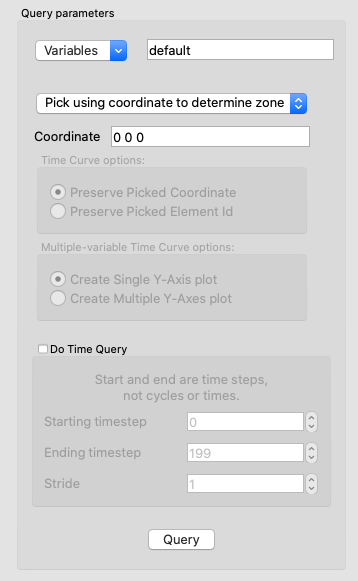 Query parameters
Variables default
Pick using coordinate to determine zone
Coordinate 0 0 0
Time Curve options:
Preserve Picked Coordinate
Preserve Picked Element Id
Multiple-variable Time Curve options:
Create Single Y-Axis plot
Create Multiple Y-Axes plot
Do Time Query
Start and end are time steps,
not cycles or times.
Starting timestep 0
Ending timestep 199
Stride 1
Query